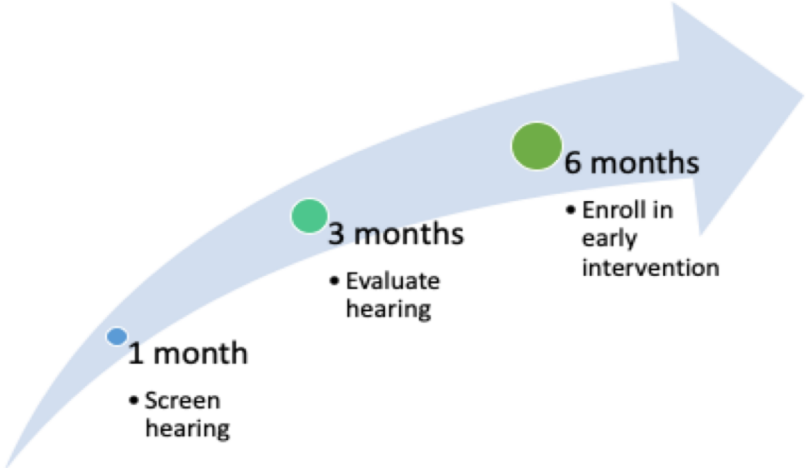 1 month
• Screen
hearing
3 months
• Evaluate
hearing
6 months
• Enroll in
early
intervention